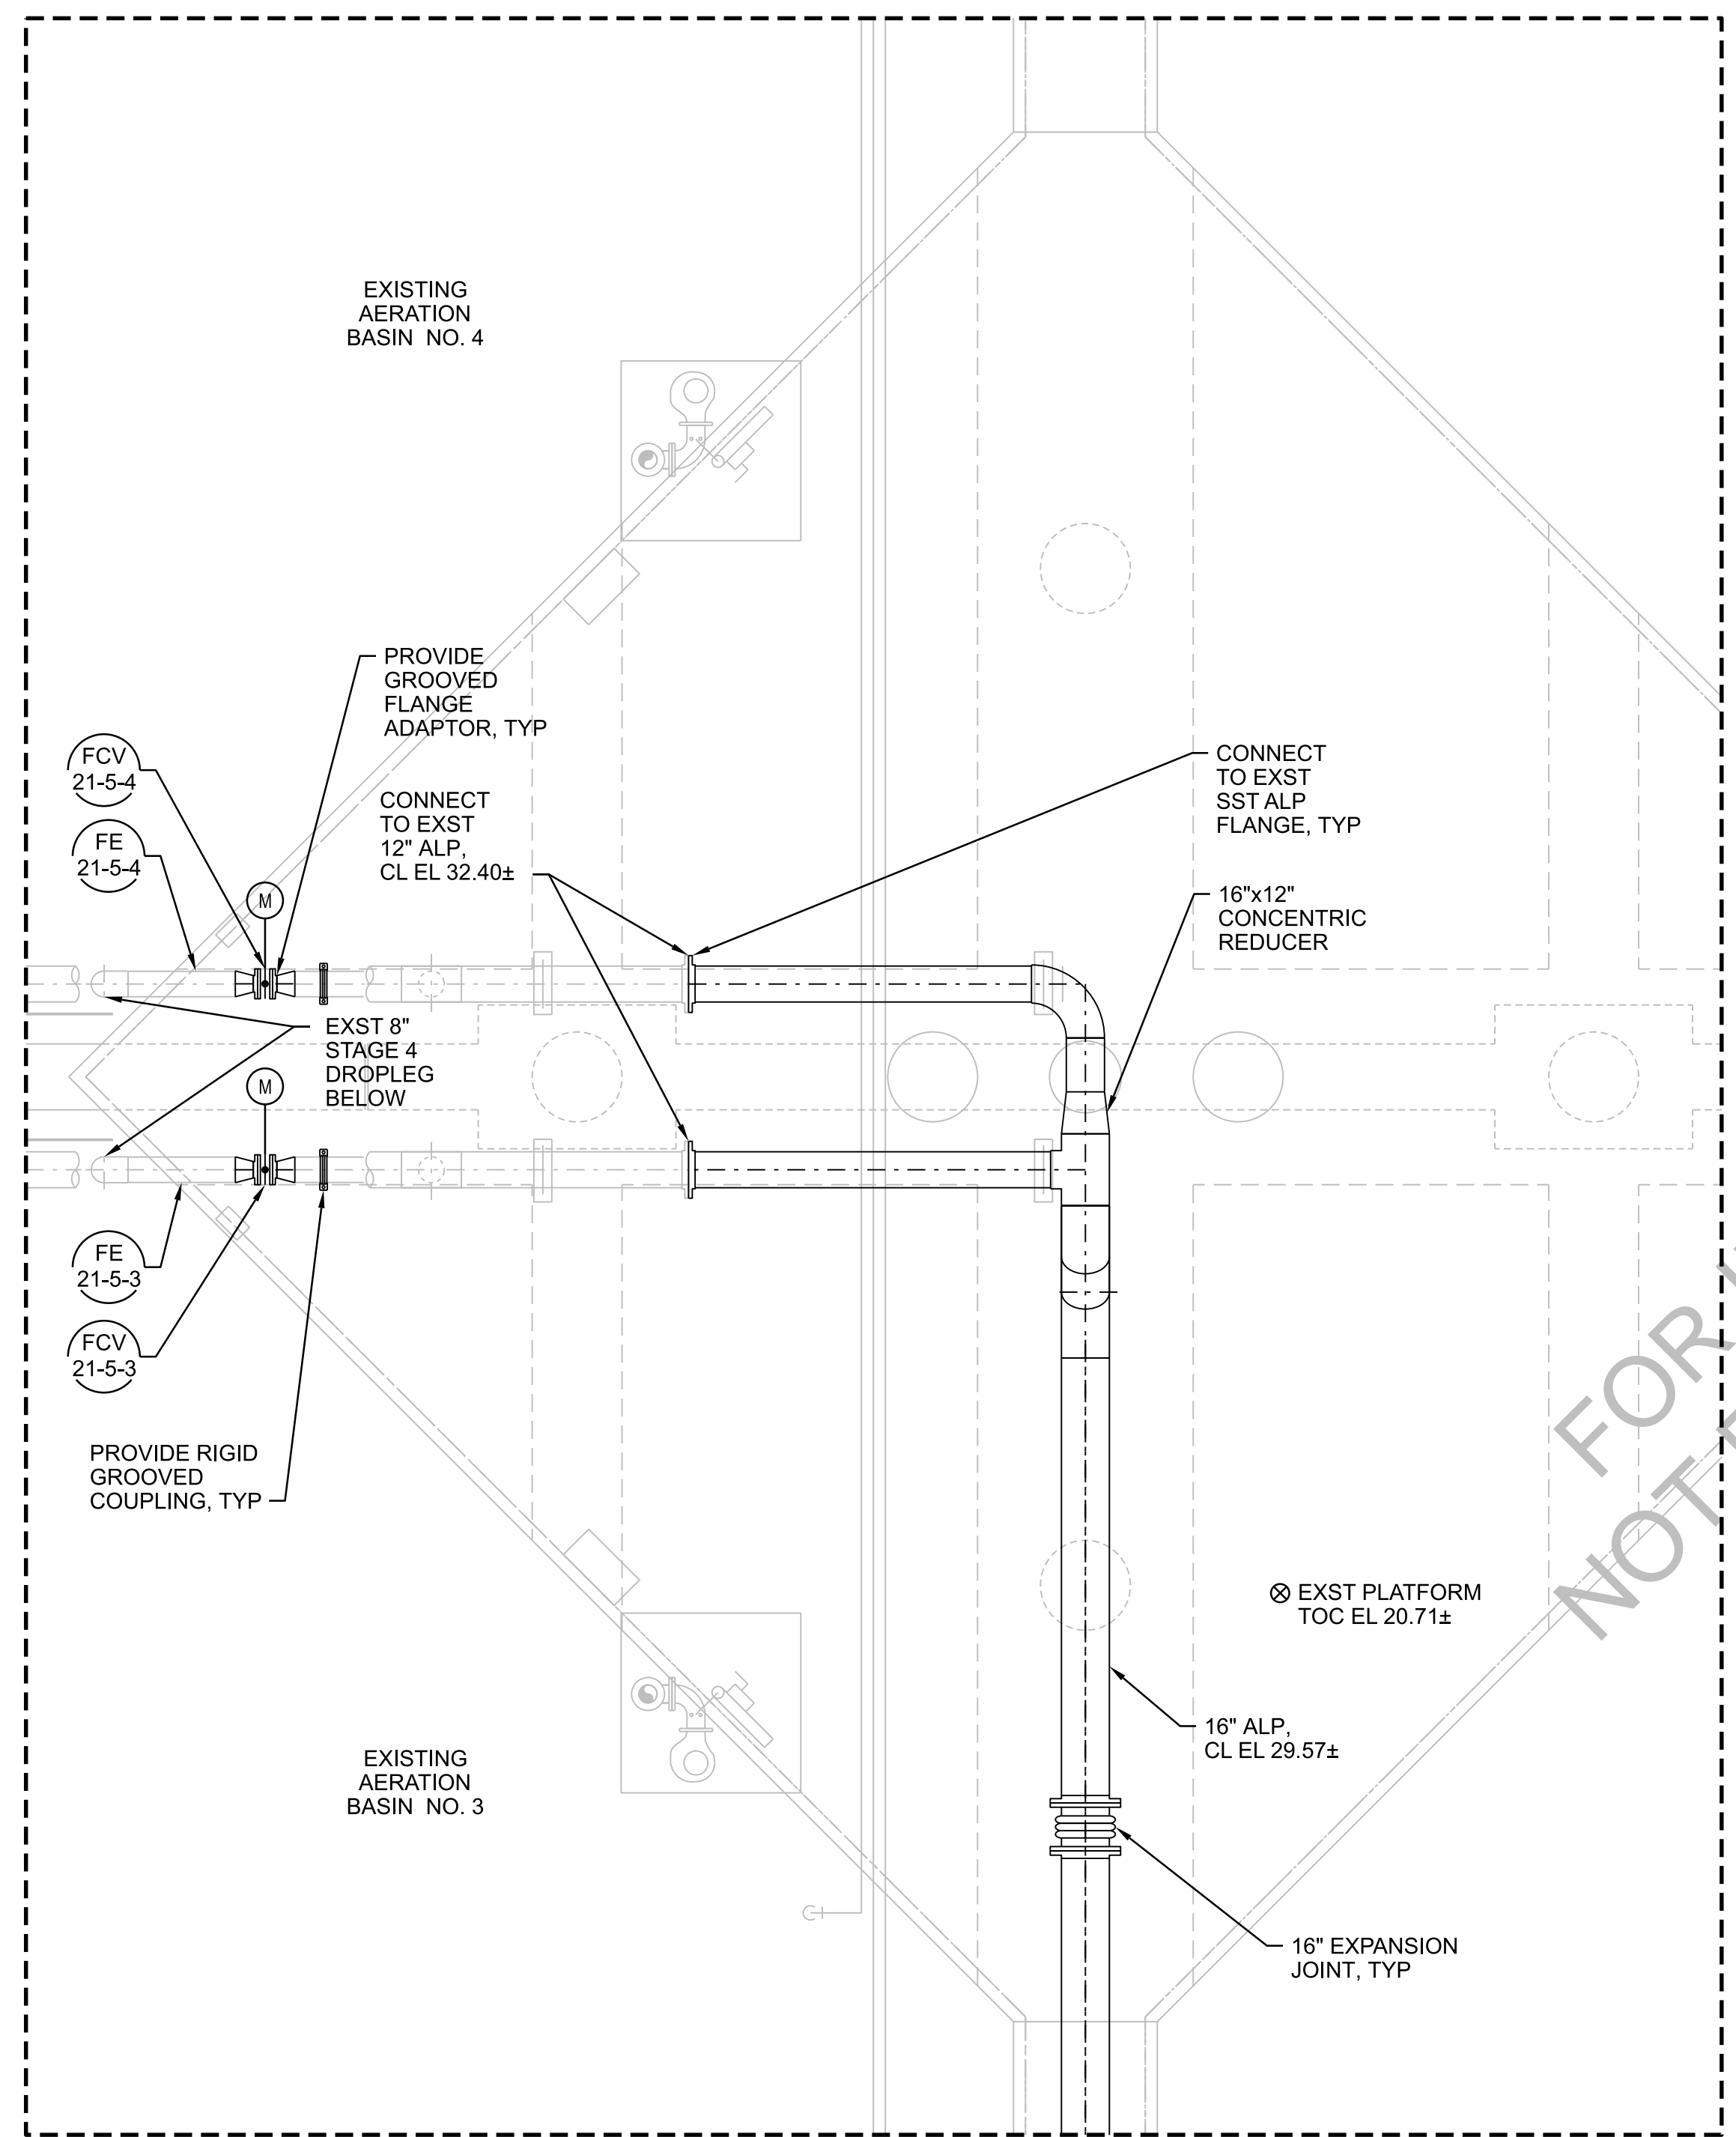 EXISTING
AERATION
BASIN NO. 4
PROVIDE
GROOVED
FLANGE
ADAPTOR, TYP
FCV
21-5-4
FE
21-5-4
M
CONNECT
TO EXST
12" ALP,
CL EL 32.40±
CONNECT
TO EXST
SST ALP
FLANGE, TYP
16"x12"
CONCENTRIC
REDUCER
EXST 8"
STAGE 4
DROPLEG
BELOW
M
FE
21-5-3
FCV
21-5-3
PROVIDE RIGID
GROOVED
COUPLING, TYP
EXST PLATFORM
TOC EL 20.71±
16" ALP,
CL EL 29.57±
EXISTING
AERATION
BASIN NO. 3
16" EXPANSION
JOINT, TYP
FOR
NOT